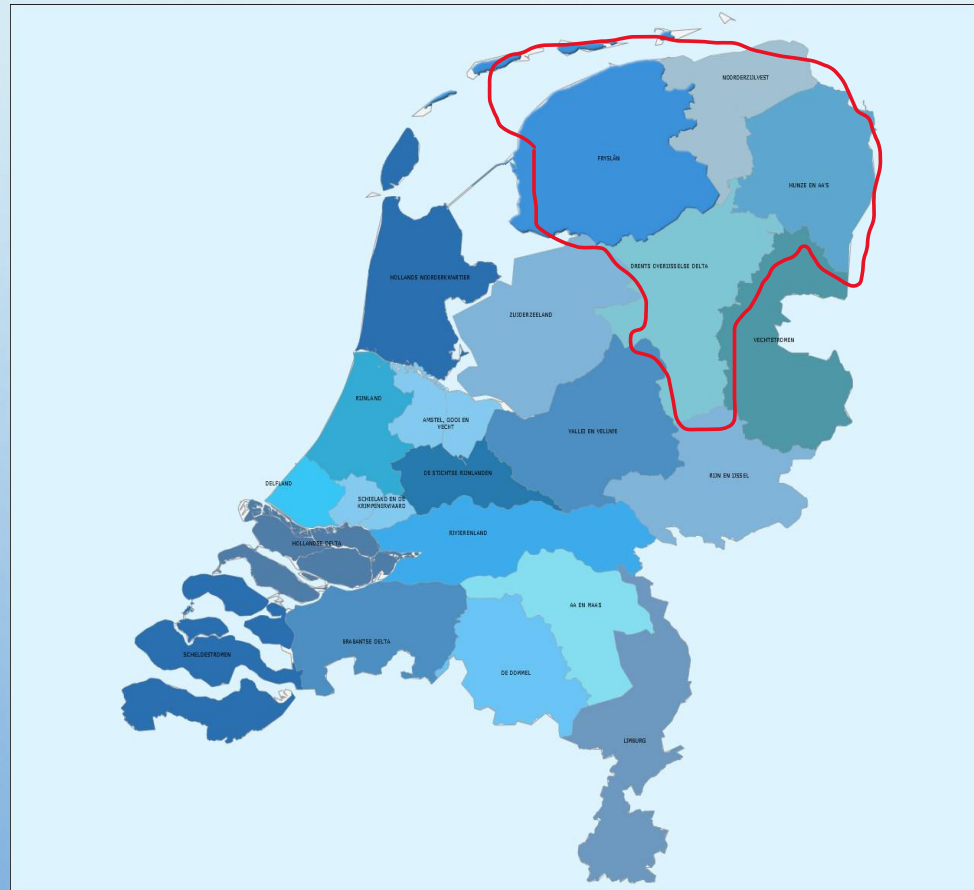 NOORDERZIJLVEST
FRYSLÂN
HUNZE EN AA'S
DRENTS OVERIJSSELSE DELTA
HOLLANDS NOORDERKWARTIER
ZUIDERZEELAND
VECHTSTROMEN
RIJNLAND
AMSTEL, GOOI EN
VECHT
VALLEI EN VELUWE
DE STICHTSE RIJNLANDEN
RIJN EN IJSSEL
DELFLAND
SCHIELAND EN DE
KRIMPENERWAARD
RIVIERENLAND
HOLLANDSE DELTA
AA EN MAAS
BRABANTSE DELTA
SCHELDESTROMEN
DE DOMMEL
LIMBURG